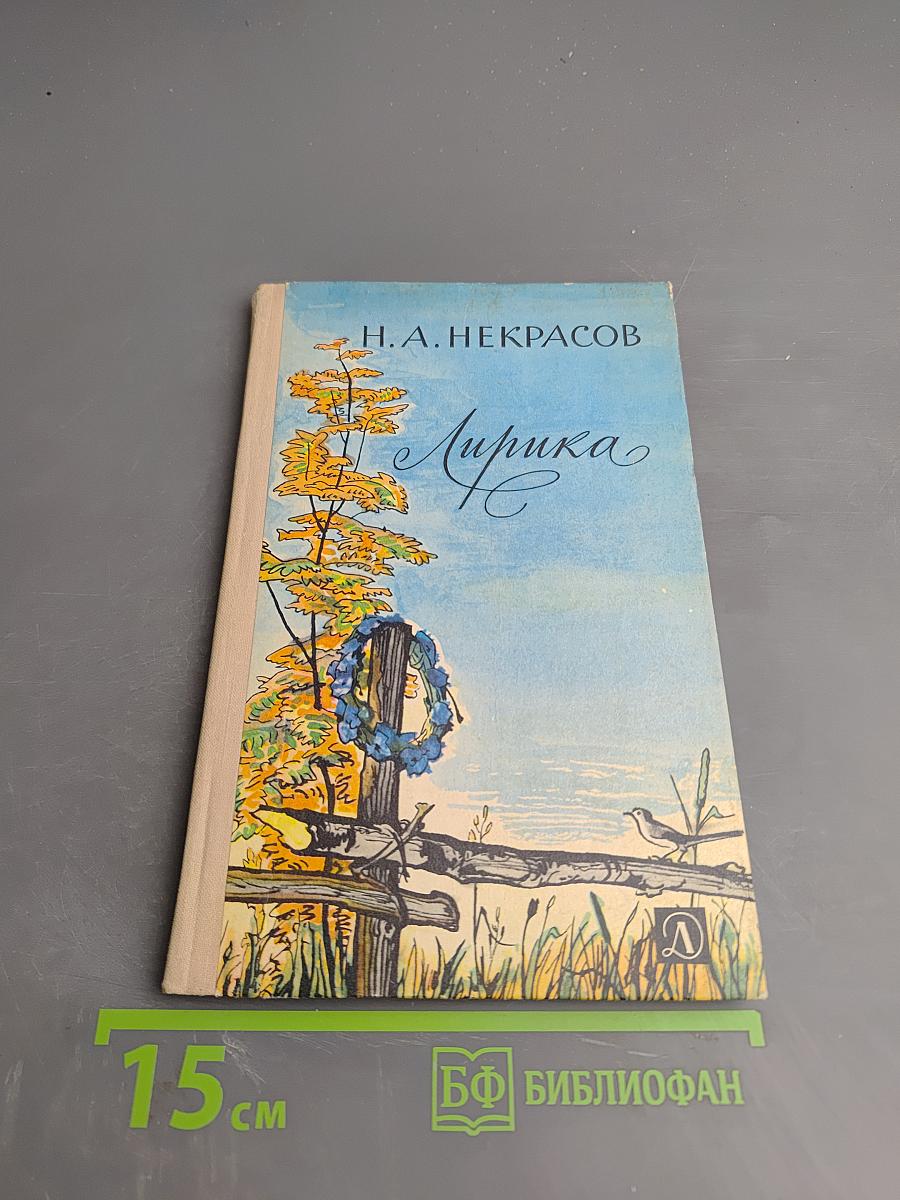 Н. А. НЕКРАСОВ
Лирика
Д
15 см
БФ БИБЛИОФАН